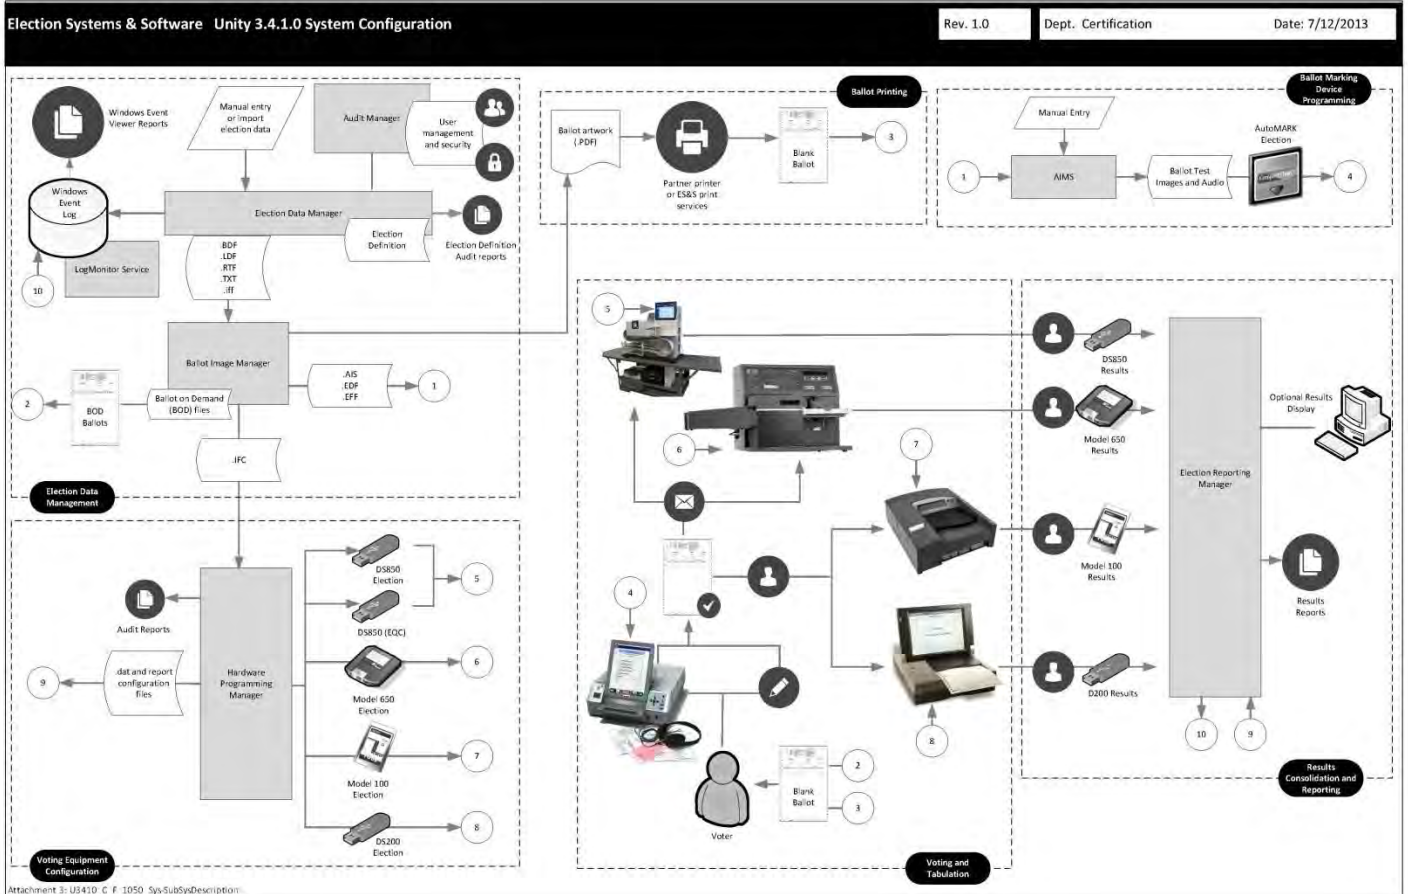 Election Systems & Software Unity 3.4.1.0 System Configuration
Rev. 1.0
Dept. Certification
Date: 7/12/2013
Windows Event
Viewer Reports
Manual entry
or import
election data
Audit Manager
User
management
and security
Windows
Event
Log
Election Data Manager
Election
Definition
Election Definition
Audit reports
LogMonitor Service
10
.BDF
.LDF
.RTF
.TXT
.iff
Ballot Image Manager
.AIS
.EDF
.EFF
1
2
BOD
Ballots
Ballot on Demand
(BOD) files
.IFC
Election Data
Management
Ballot Printing
Ballot artwork
(.PDF)
Partner printer
or ES&S print
services
Blank
Ballot
3
Ballot Marking
Device
Programming
Manual Entry
1
AIMS
Ballot Test
Images and Audio
AutoMARK
Election
4
Audit Reports
9
.dat and report
configuration
files
Hardware
Programming
Manager
DS850
Election
DS850 (EQC)
5
Model 650
Election
6
Model 100
Election
7
DS200
Election
8
Voting Equipment
Configuration
5
6
7
4
8
Voter
Blank
Ballot
2
3
Voting and
Tabulation
DS850
Results
Model 650
Results
Model 100
Results
D200 Results
Election Reporting
Manager
Optional Results
Display
Results
Reports
10
9
Results
Consolidation and
Reporting
Attachment 3: U3410_C_F_1050_Sys-SubSysDescription